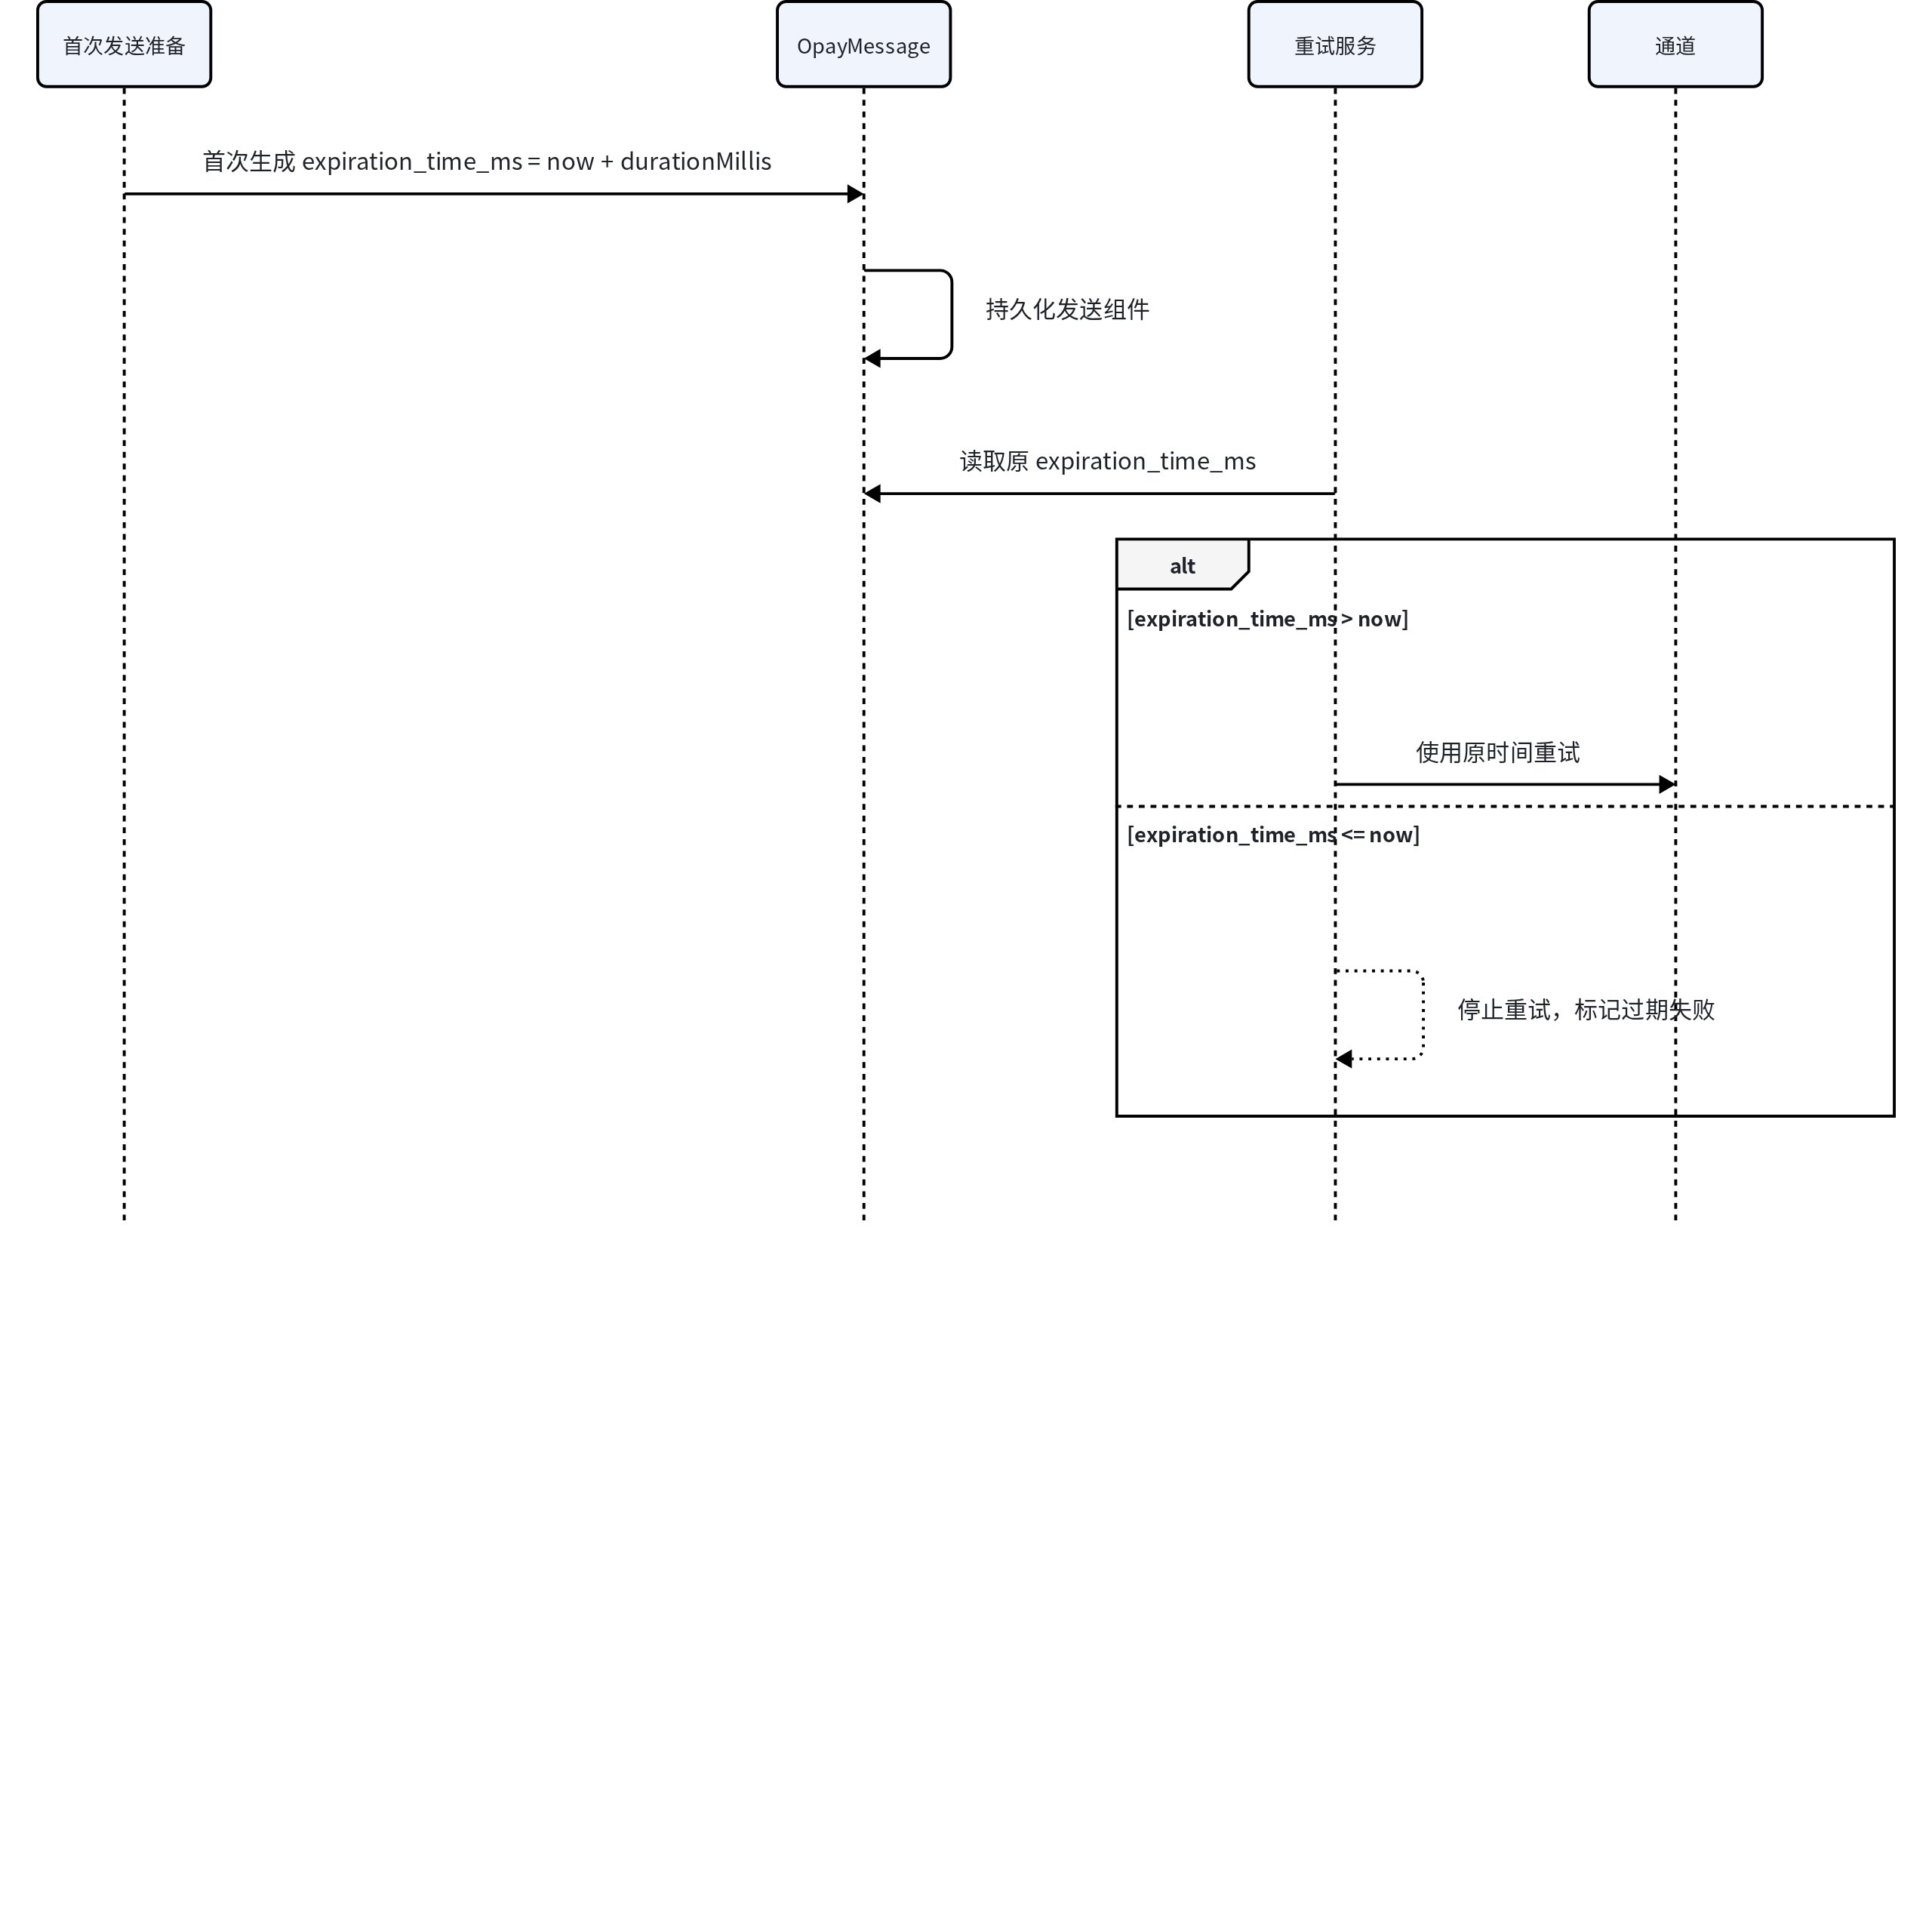 首次发送准备
OpayMessage
重试服务
通道
首次生成 expiration_time_ms = now + durationMillis
持久化发送组件
读取原 expiration_time_ms
alt
[expiration_time_ms > now]
使用原时间重试
[expiration_time_ms <= now]
停止重试，标记过期失败